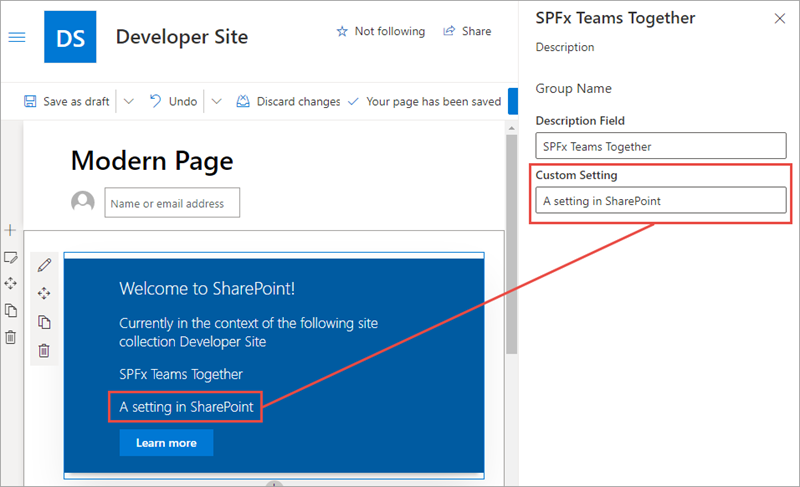 DS
Developer Site
Not following
Share
Save as draft
Undo
Discard changes
Your page has been saved
Modern Page
Name or email address
Welcome to SharePoint!
Currently in the context of the following site
collection Developer Site
SPFx Teams Together
A setting in SharePoint
Learn more
SPFx Teams Together
Description
Group Name
Description Field
SPFx Teams Together
Custom Setting
A setting in SharePoint